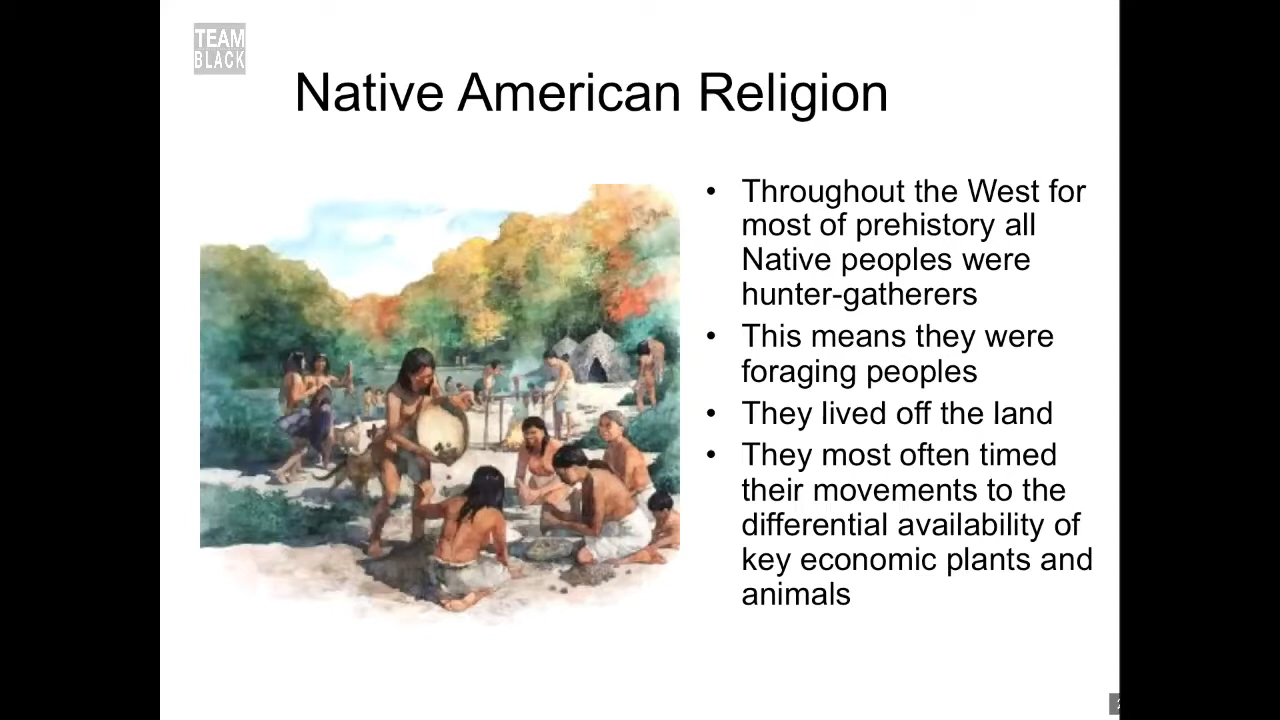 TEAM
BLACK
Native American Religion
• Throughout the West for
most of prehistory all
Native peoples were
hunter-gatherers
• This means they were
foraging peoples
• They lived off the land
• They most often timed
their movements to the
differential availability of
key economic plants and
animals